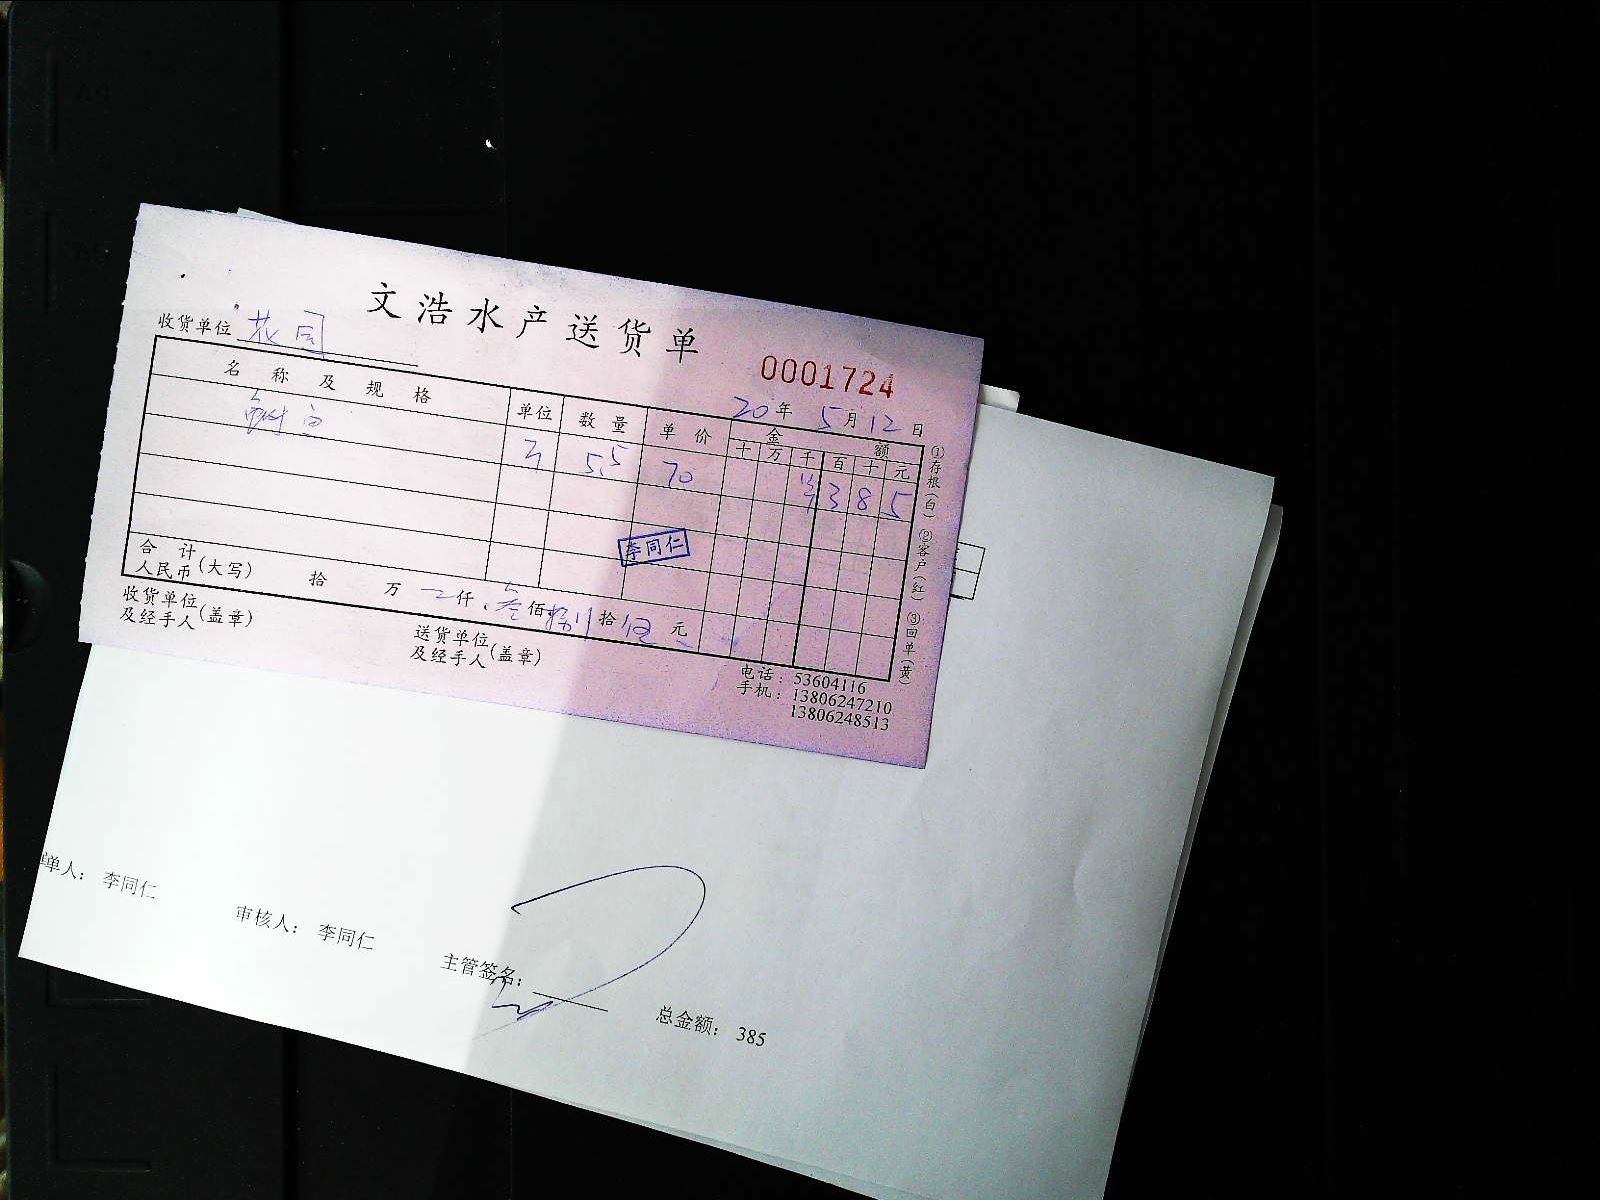 文浩水产送货单
收货单位 花园
0001724
20年 5月12日
名称及规格 单位 数量 单价 金额
十 万 千 百 十 元
5.5 70 ¥ 3 8 5
李同仁
合计人民币(大写) 拾 万 仟 叁佰捌拾伍元
收货单位及经手人(盖章)
送货单位及经手人(盖章)
电话：53604116
手机：13806247210
13806248513
①存根(白) ②客户(红) ③回单(黄)
单人： 李同仁 审核人： 李同仁 主管签名： 总金额： 385